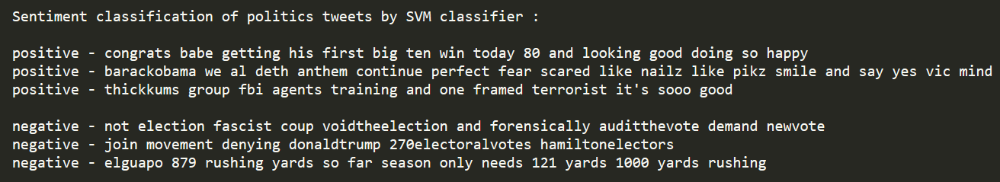 Sentiment classification of politics tweets by SVM classifier :
positive - congrats babe getting his first big ten win today 80 and looking good doing so happy
positive - barackobama we al deth anthem continue perfect fear scared like nailz like pikz smile and say yes vic mind
positive - thickkums group fbi agents training and one framed terrorist it's sooo good
negative - not election fascist coup voidtheelection and forensically auditthevote demand newvote
negative - join movement denying donaldtrump 270electoralvotes hamiltonelectors
negative - elguapo 879 rushing yards so far season only needs 121 yards 1000 yards rushing